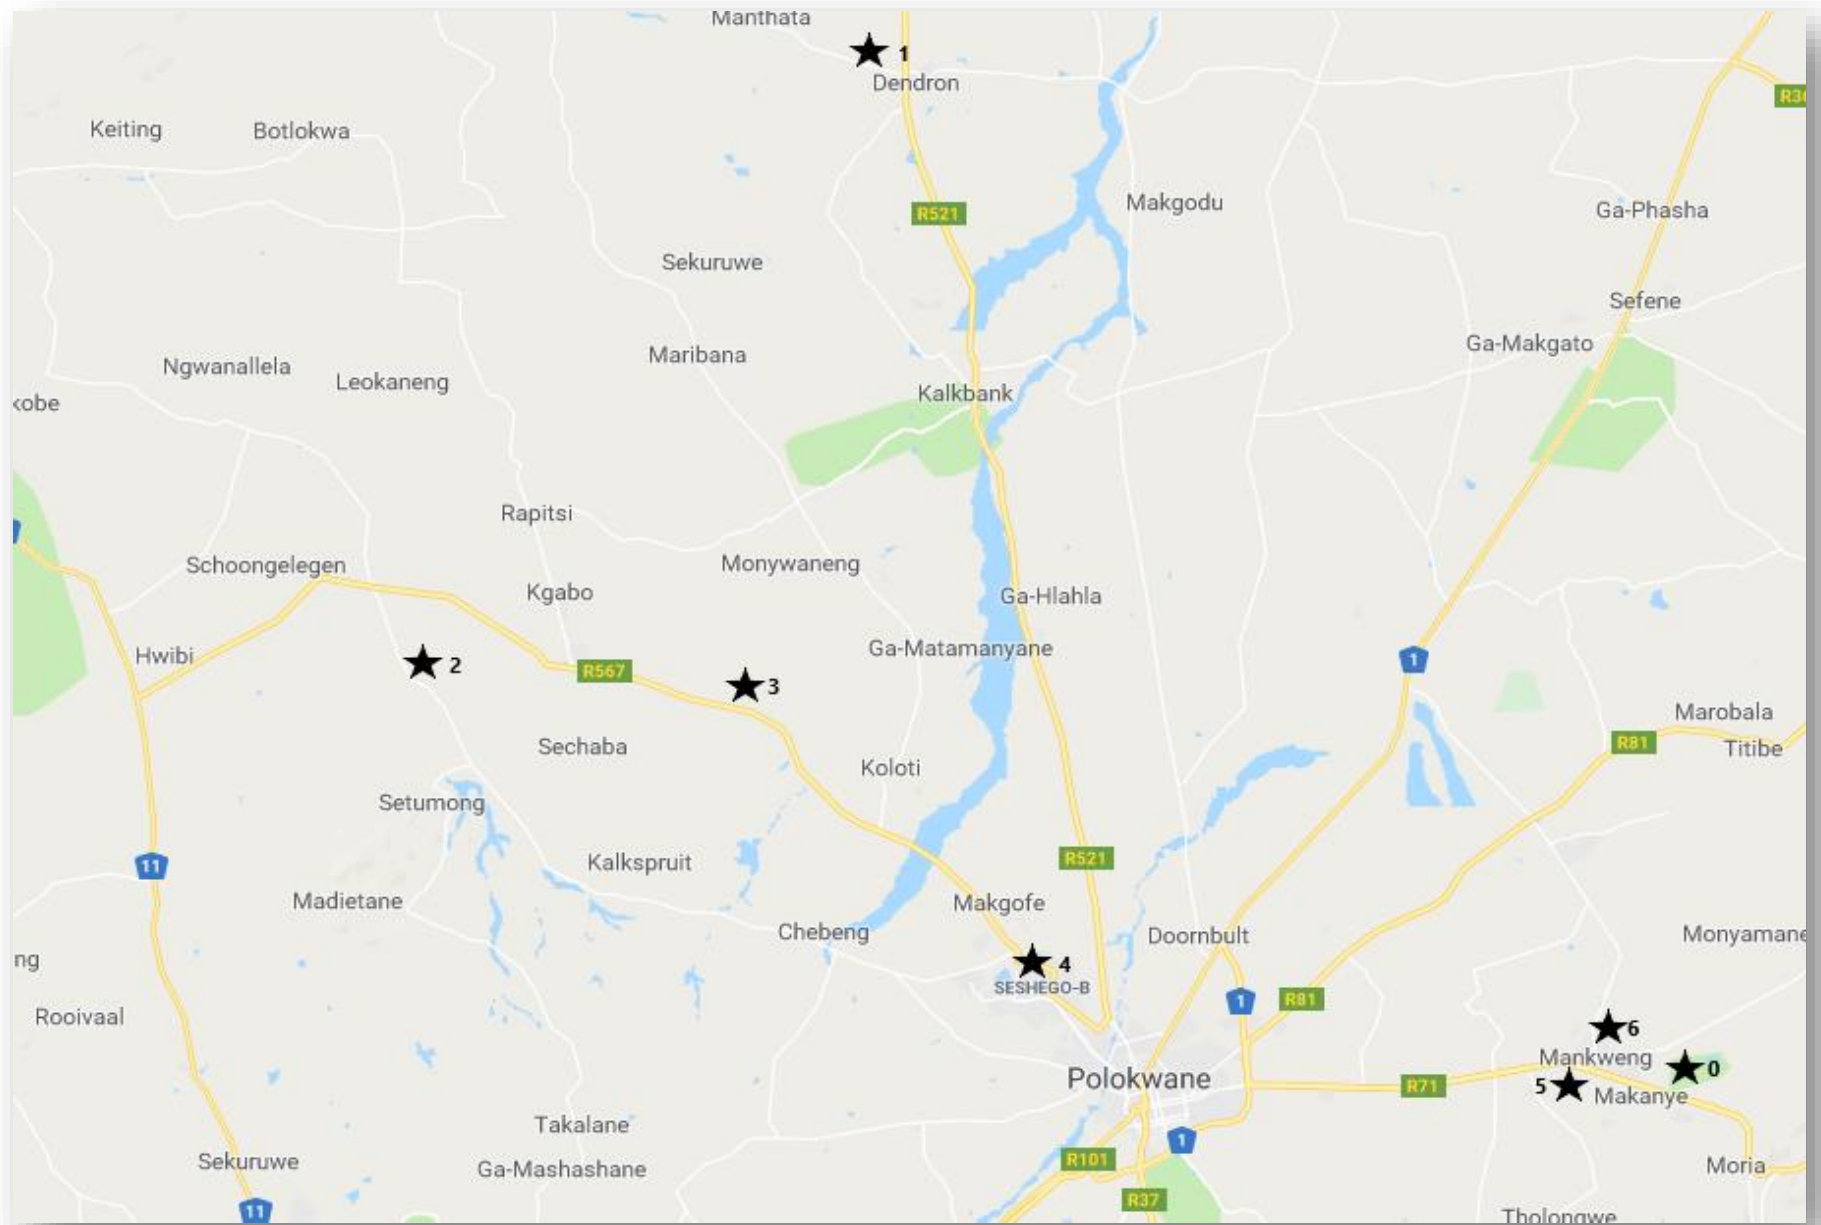 Manthata
1
Dendron
R36
Keiting
Botlokwa
Makgodu
Ga-Phasha
R521
Sekuruwe
Sefene
Ga-Makgato
Maribana
Ngwanallela
Leokaneng
Kalkbank
kobe
Rapitsi
Schoongelegen
Monywaneng
Kgabo
Ga-Hlahla
Ga-Matamanyane
Hwibi
2
R567
3
1
Marobala
R81
Titibe
Sechaba
Koloti
Setumong
11
Kalkspruit
R521
Madietane
Makgofe
Chebeng
Doornbult
Monyamane
ng
4
SESHEGO-B
1
R81
Rooivaal
6
Mankweng
0
Polokwane
R71
5
Makanye
Takalane
1
Sekuruwe
Ga-Mashashane
R101
Moria
R37
11
Tholongwe